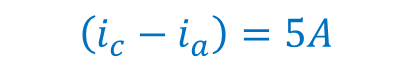 (i_c − i_a) = 5A